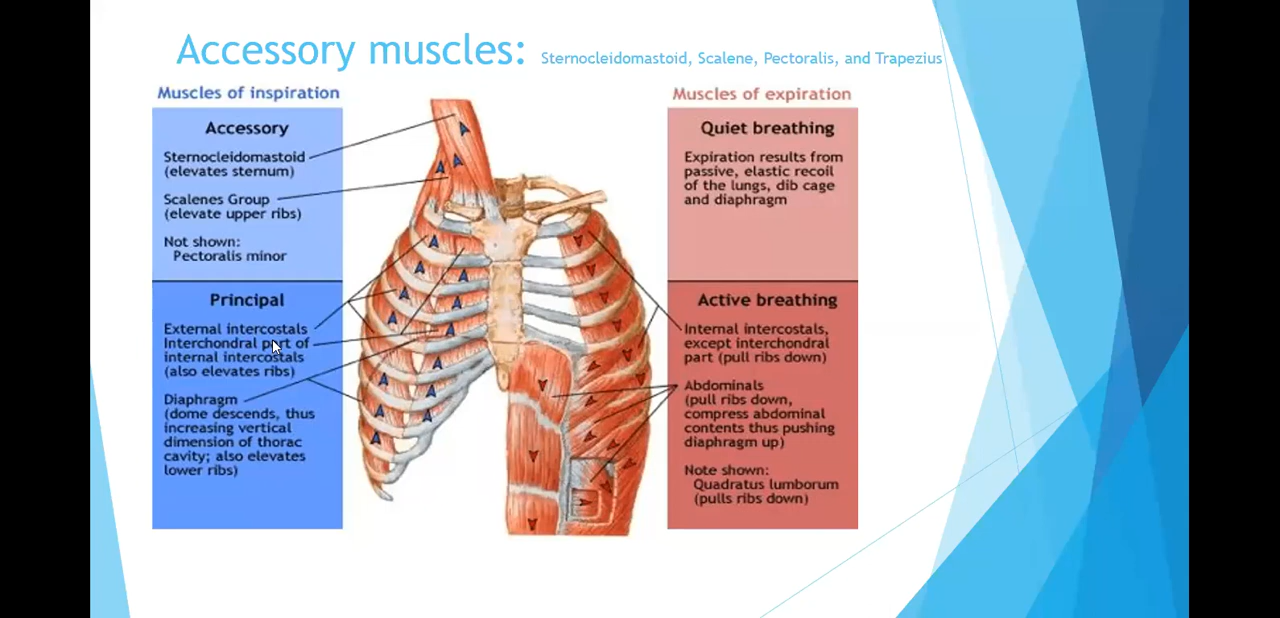 Accessory muscles: Sternocleidomastoid, Scalene, Pectoralis, and Trapezius
Muscles of inspiration
Accessory
Sternocleidomastoid
(elevates sternum)
Scalenes Group
(elevate upper ribs)
Not shown:
Pectoralis minor
Principal
External intercostals
Interchondral part of
internal intercostals
(also elevates ribs)
Diaphragm
(dome descends, thus
increasing vertical
dimension of thorac
cavity; also elevates
lower ribs)
Muscles of expiration
Quiet breathing
Expiration results from
passive, elastic recoil
of the lungs, dib cage
and diaphragm
Active breathing
Internal intercostals,
except interchondral
part (pull ribs down)
Abdominals
(pull ribs down,
compress abdominal
contents thus pushing
diaphragm up)
Note shown:
Quadratus lumborum
(pulls ribs down)